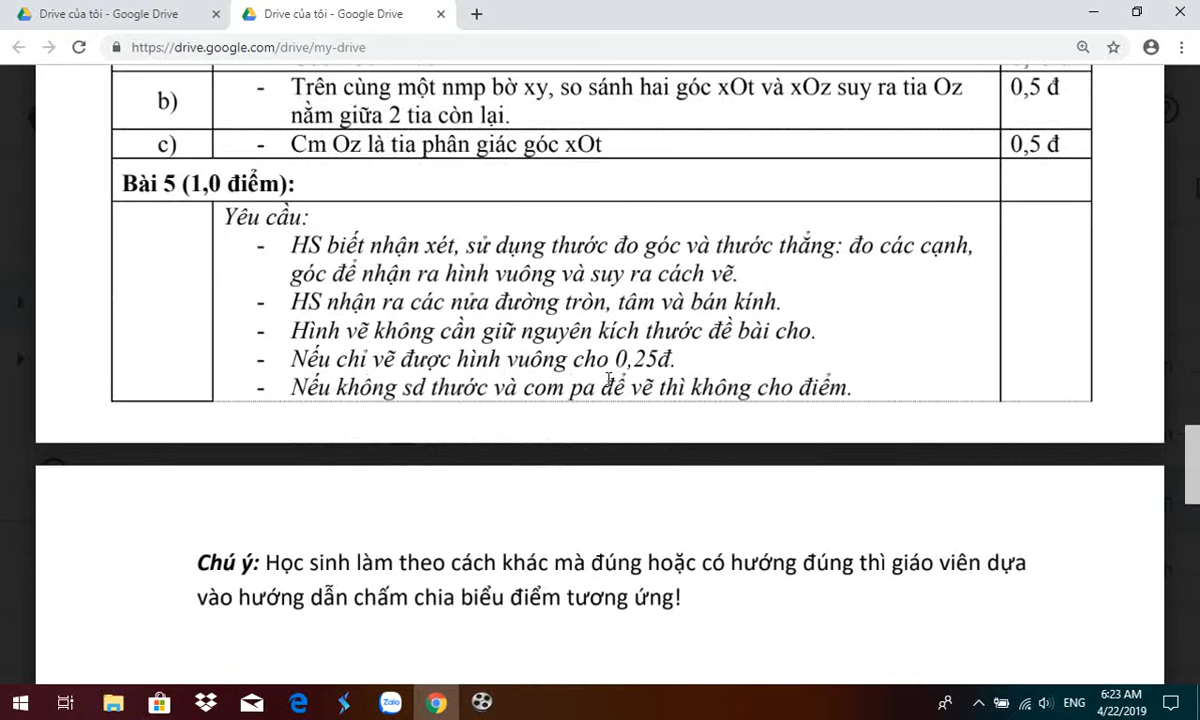 Drive của tôi - Google Drive
Drive của tôi - Google Drive
https://drive.google.com/drive/my-drive
b)
- Trên cùng một nmp bờ xy, so sánh hai góc xOt và xOz suy ra tia Oz
0,5 đ
nằm giữa 2 tia còn lại.
c)
- Cm Oz là tia phân giác góc xOt
0,5 đ
Bài 5 (1,0 điểm):
Yêu cầu:
- HS biết nhận xét, sử dụng thước đo góc và thước thẳng: đo các cạnh,
góc để nhận ra hình vuông và suy ra cách vẽ.
- HS nhận ra các nửa đường tròn, tâm và bán kính.
- Hình vẽ không cần giữ nguyên kích thước đề bài cho.
- Nếu chỉ vẽ được hình vuông cho 0,25đ.
- Nếu không sd thước và com pa để vẽ thì không cho điểm.
Chú ý: Học sinh làm theo cách khác mà đúng hoặc có hướng đúng thì giáo viên dựa
vào hướng dẫn chấm chia biểu điểm tương ứng!
Zalo
ENG
6:23 AM
4/22/2019